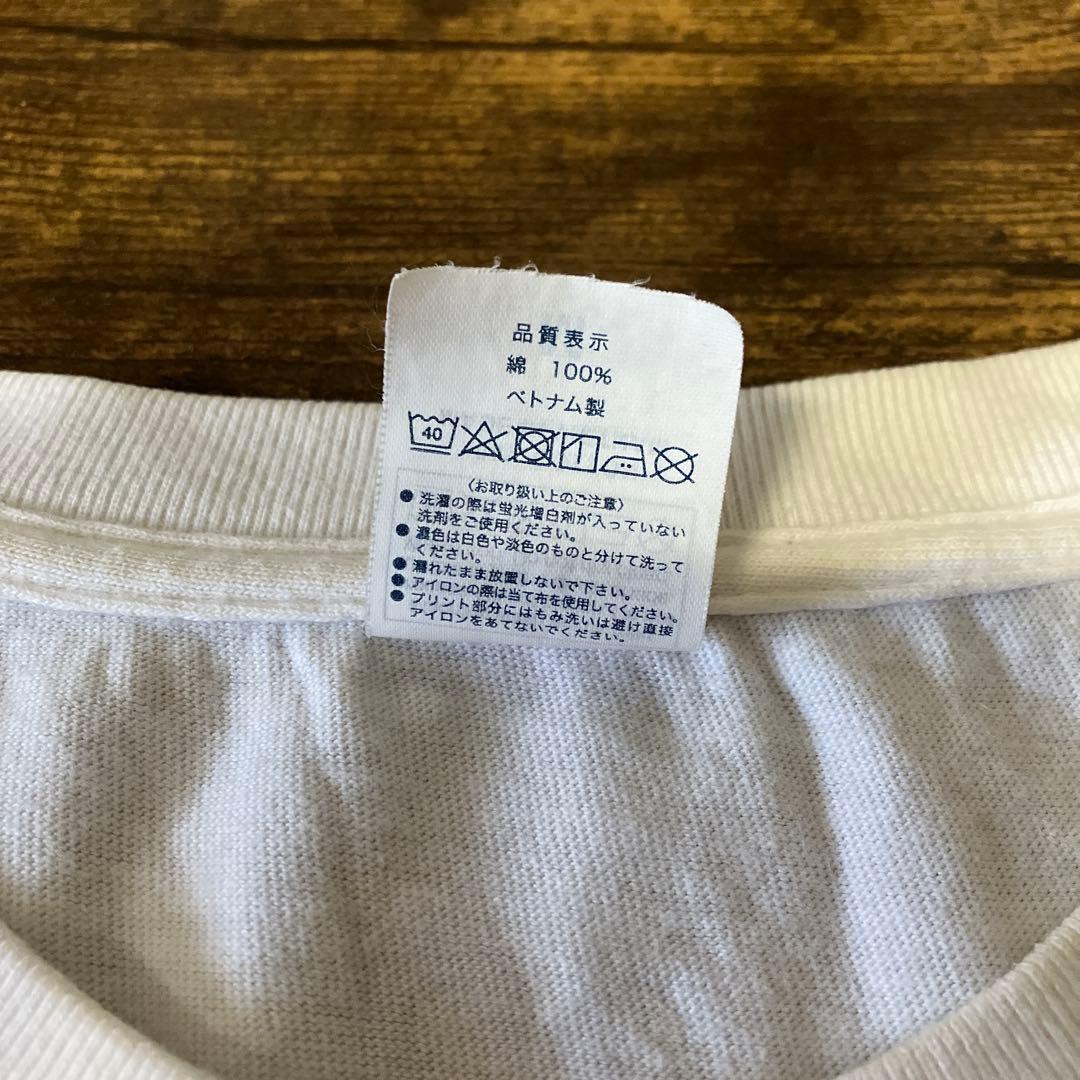 品質表示
綿 100%
ベトナム製
40
〈お取り扱い上のご注意〉
● 洗濯の際は蛍光増白剤が入っていない
洗剤をご使用ください。
● 濃色は白色や淡色のものと分けて洗って
ください。
● 濡れたまま放置しないで下さい。
● アイロンの際は当て布を使用してください。
● プリント部分にはもみ洗いは避け直接
アイロンをあてないでください。